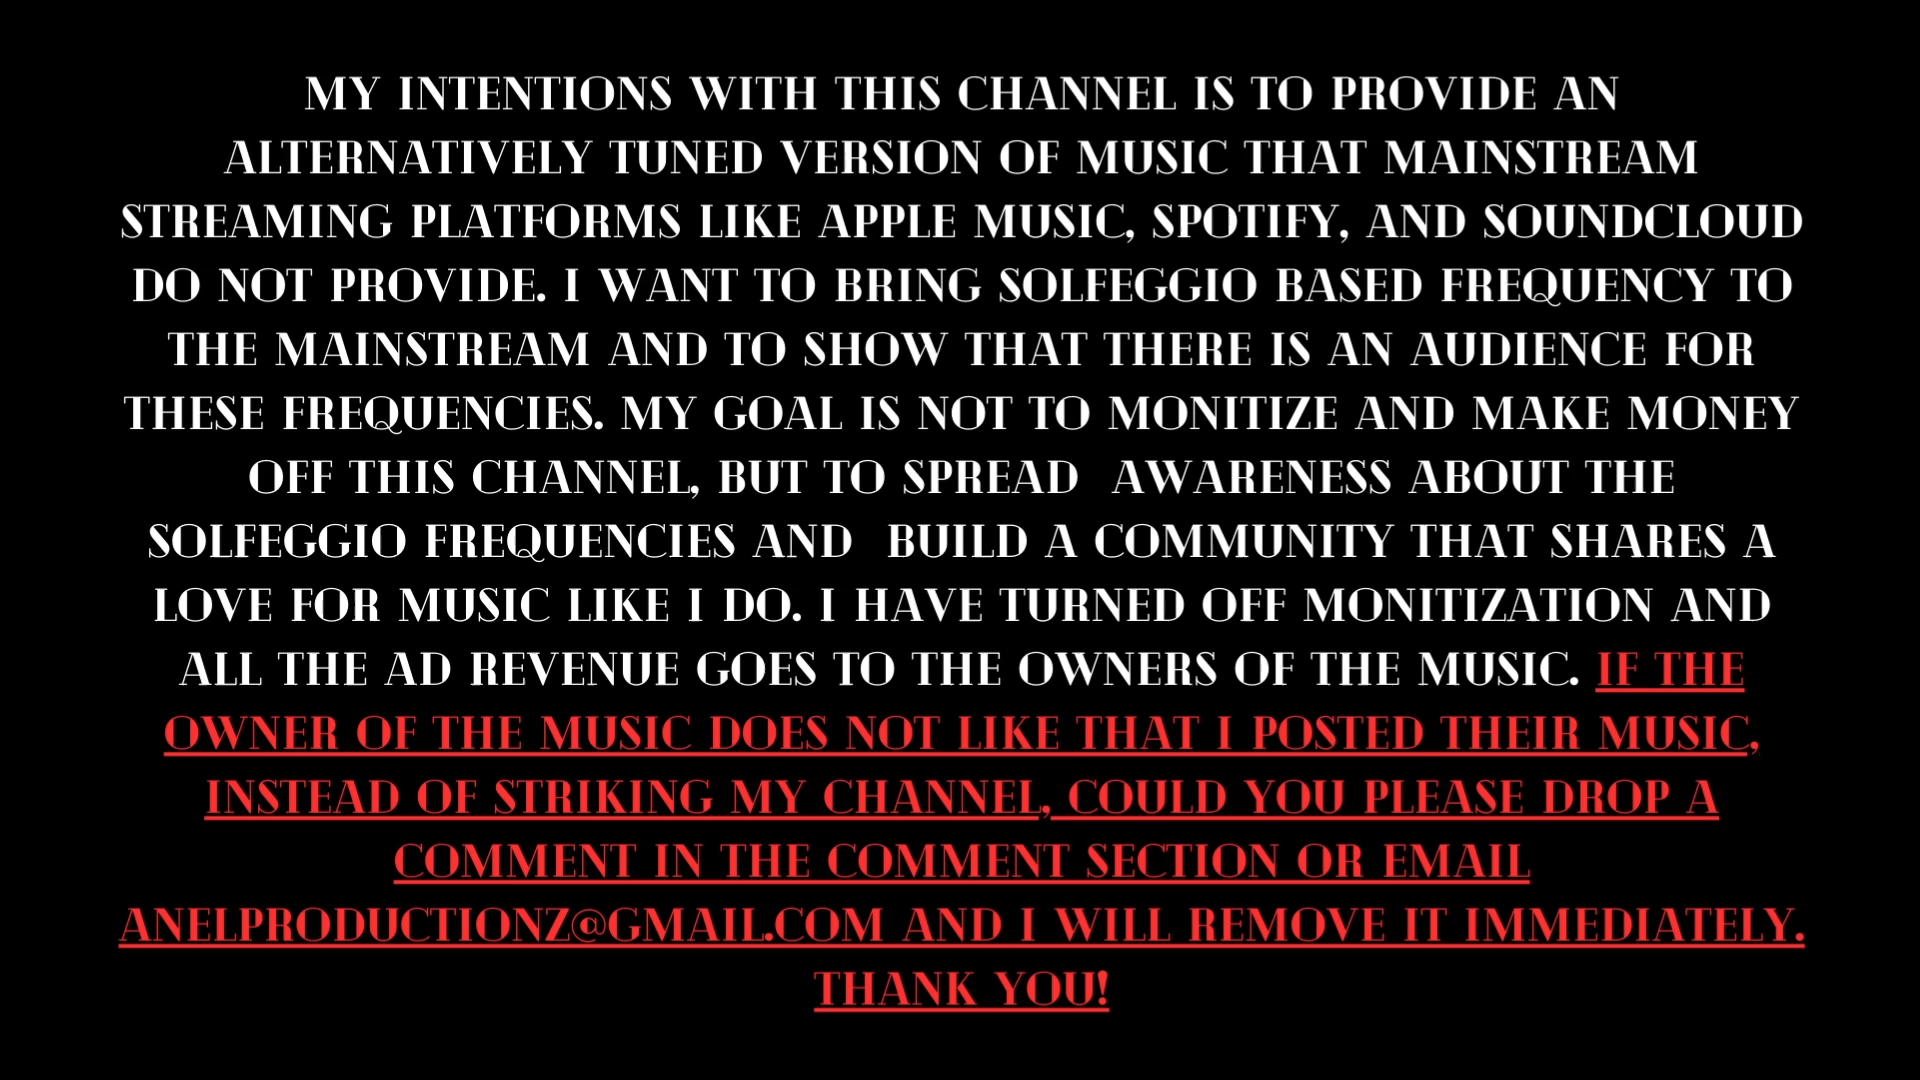 MY INTENTIONS WITH THIS CHANNEL IS TO PROVIDE AN
ALTERNATIVELY TUNED VERSION OF MUSIC THAT MAINSTREAM
STREAMING PLATFORMS LIKE APPLE MUSIC, SPOTIFY, AND SOUNDCLOUD
DO NOT PROVIDE. I WANT TO BRING SOLFEGGIO BASED FREQUENCY TO
THE MAINSTREAM AND TO SHOW THAT THERE IS AN AUDIENCE FOR
THESE FREQUENCIES. MY GOAL IS NOT TO MONITIZE AND MAKE MONEY
OFF THIS CHANNEL, BUT TO SPREAD  AWARENESS ABOUT THE
SOLFEGGIO FREQUENCIES AND  BUILD A COMMUNITY THAT SHARES A
LOVE FOR MUSIC LIKE I DO. I HAVE TURNED OFF MONITIZATION AND
ALL THE AD REVENUE GOES TO THE OWNERS OF THE MUSIC. IF THE
OWNER OF THE MUSIC DOES NOT LIKE THAT I POSTED THEIR MUSIC,
INSTEAD OF STRIKING MY CHANNEL, COULD YOU PLEASE DROP A
COMMENT IN THE COMMENT SECTION OR EMAIL
ANELPRODUCTIONZ@GMAIL.COM AND I WILL REMOVE IT IMMEDIATELY.
THANK YOU!